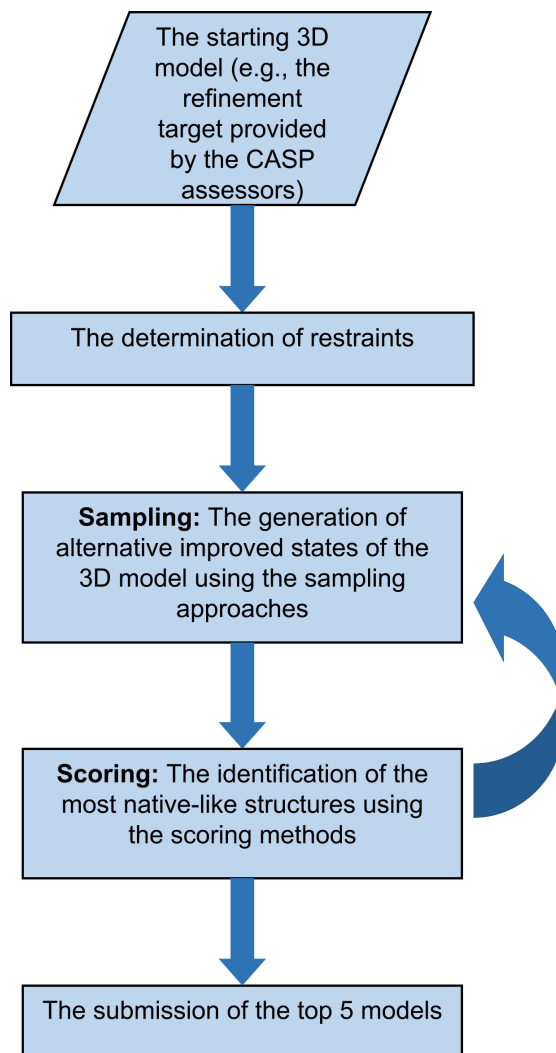 The starting 3D
model (e.g., the
refinement
target provided
by the CASP
assessors)
The determination of restraints
Sampling: The generation of
alternative improved states of the
3D model using the sampling
approaches
Scoring: The identification of the
most native-like structures using
the scoring methods
The submission of the top 5 models